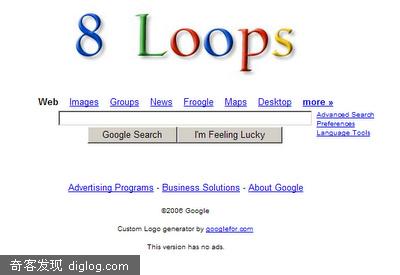 8 Loops
Web Images Groups News Froogle Maps Desktop more »
Advanced Search
Preferences
Language Tools
Google Search I'm Feeling Lucky
Advertising Programs - Business Solutions - About Google
©2006 Google
Custom Logo generator by googlefor.com
This version has no ads.
奇客发现 diglog.com